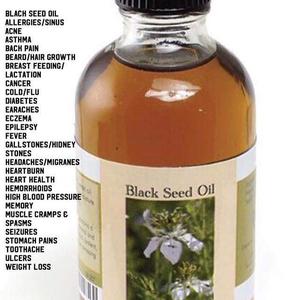 BLACK SEED OIL
ALLERGIES/SINUS
ACNE
ASTHMA
BACK PAIN
BEARD/HAIR GROWTH
BREAST FEEDING/
LACTATION
CANCER
COLD/FLU
DIABETES
EARACHES
ECZEMA
EPILEPSY
FEVER
GALLSTONES/HIDNEY
STONES
HEADACHES/MIGRANES
HEARTBURN
HEART HEALTH
HEMORRHOIDS
HIGH BLOOD PRESSURE
MEMORY
MUSCLE CRAMPS &
SPASMS
SEIZURES
STOMACH PAINS
TOOTHACHE
ULCERS
WEIGHT LOSS
Black Seed Oil